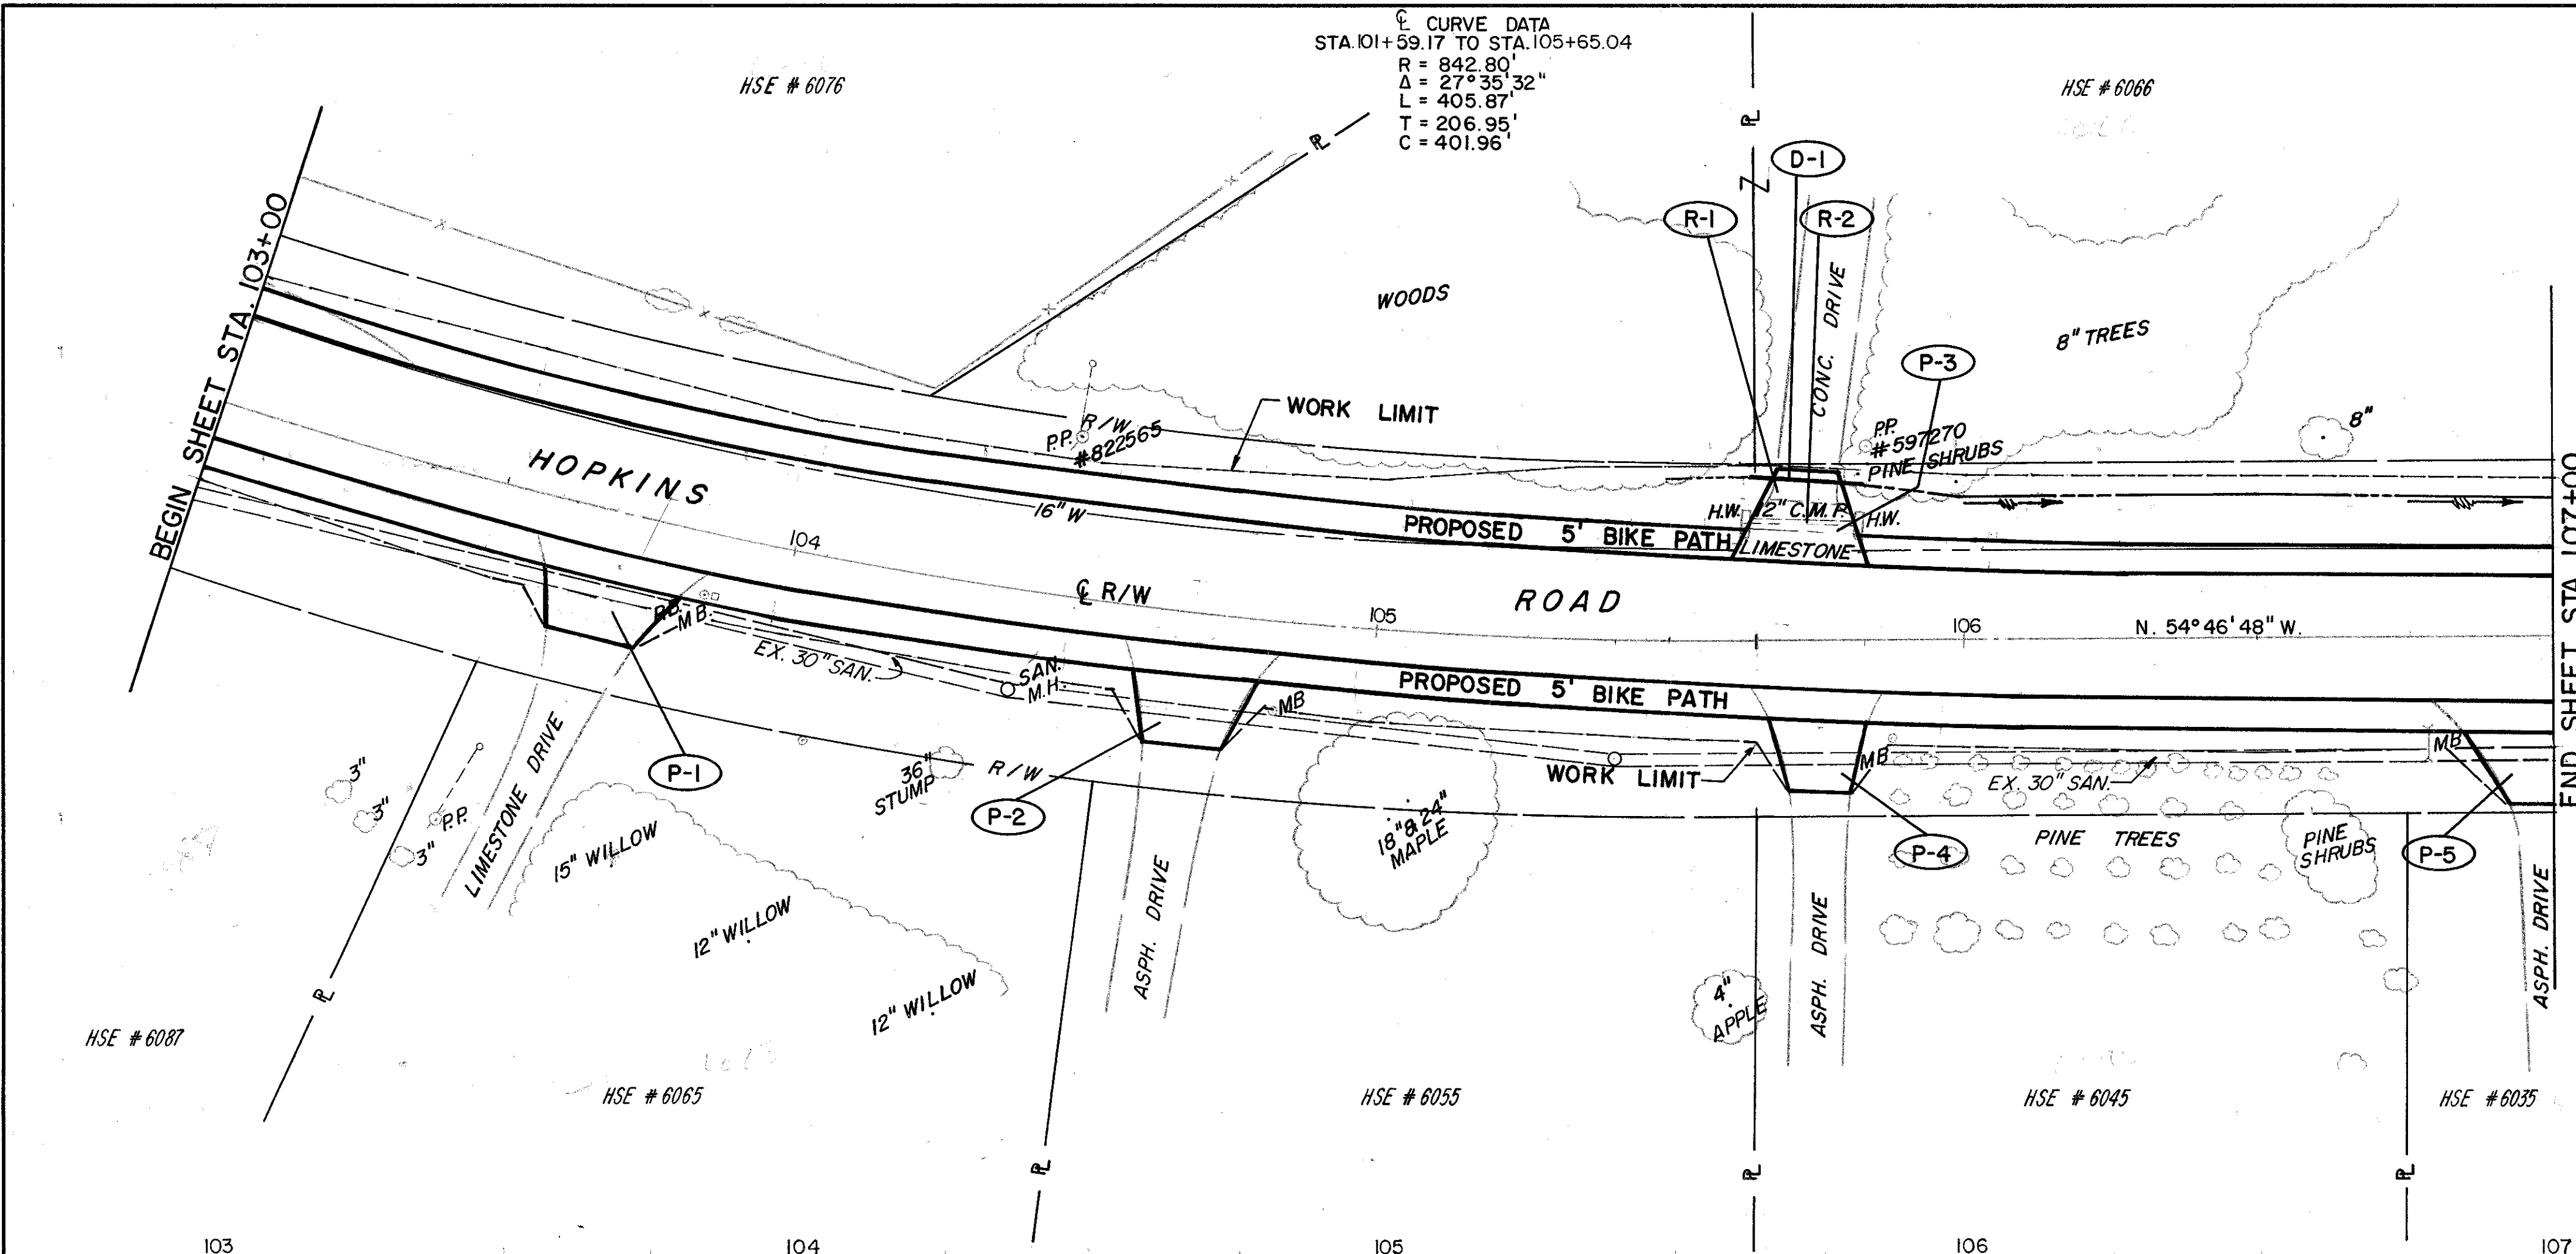 ℄ CURVE DATA
STA.101+59.17 TO STA.105+65.04
R = 842.80'
Δ = 27°35'32"
L = 405.87'
T = 206.95'
C = 401.96'
HSE # 6076
HSE # 6066
PL
PL
D-1
R-1
R-2
P-3
BEGIN SHEET STA. 103+00
WOODS
CONC. DRIVE
8" TREES
8"
WORK LIMIT
R/W
P.P.
#822565
P.P.
#597270
PINE SHRUBS
HOPKINS
16" W
104
PROPOSED 5' BIKE PATH
H.W.
12" C.M.P.
H.W.
LIMESTONE
℄ R/W
ROAD
105
106
N. 54°46'48" W.
END SHEET STA. 107+00
MB.
EX. 30" SAN.
SAN.
M.H.
MB
PROPOSED 5' BIKE PATH
WORK LIMIT
MB
EX. 30" SAN.
MB
P-1
P-2
P-4
P-5
3"
3"
3"
P.P.
LIMESTONE DRIVE
36"
STUMP
R/W
15" WILLOW
12" WILLOW
12" WILLOW
ASPH. DRIVE
18" & 24"
MAPLE
4"
APPLE
ASPH. DRIVE
PINE TREES
PINE
SHRUBS
ASPH. DRIVE
PL
HSE # 6087
HSE # 6065
HSE # 6055
HSE # 6045
HSE # 6035
PL
PL
PL
103
104
105
106
107